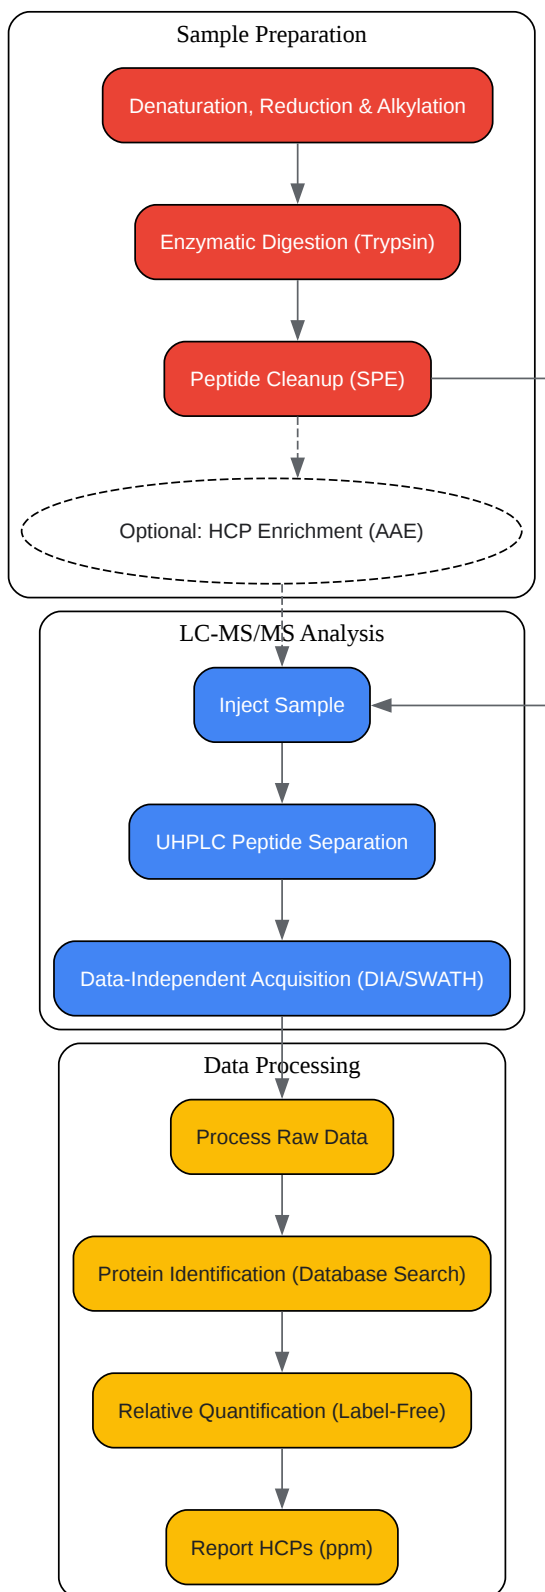 Sample Preparation
Denaturation, Reduction & Alkylation
Enzymatic Digestion (Trypsin)
Peptide Cleanup (SPE)
Optional: HCP Enrichment (AAE)
LC-MS/MS Analysis
Inject Sample
UHPLC Peptide Separation
Data-Independent Acquisition (DIA/SWATH)
Data Processing
Process Raw Data
Protein Identification (Database Search)
Relative Quantification (Label-Free)
Report HCPs (ppm)